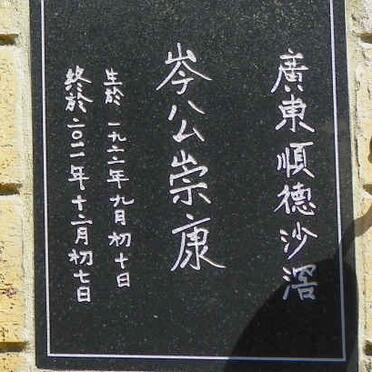 廣東順德沙滘
岑公崇康
生於一九二二年九月初十日
終於二〇一一年十二月初七日